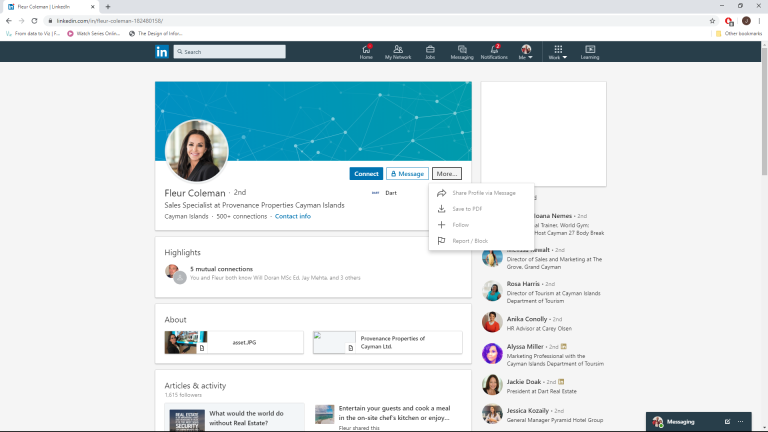 Fleur Coleman | LinkedIn
linkedin.com/in/fleur-coleman-162480158/
From data to Viz | F...
Watch Series Online...
The Design of Infor...
Other bookmarks
in
Search
Home
My Network
Jobs
Messaging
Notifications
Me
Work
Learning
Connect
Message
More...
Fleur Coleman · 2nd
Dart
Sales Specialist at Provenance Properties Cayman Islands
Cayman Islands · 500+ connections · Contact info
Share Profile via Message
Save to PDF
Follow
Report / Block
Highlights
5 mutual connections
You and Fleur both know Will Dorian MSc Ed, Jay Mehta, and 3 others
About
asset.JPG
Provenance Properties of
Cayman Ltd.
Articles & activity
1,615 followers
REAL ESTATE
SECURITY
What would the world do
without Real Estate?
Entertain your guests and cook a meal
in the on-site chef's kitchen or enjoy...
Fleur shared this
oana Nemes · 2nd
al Trainer. World Gym:
Host Cayman 27 Body Break
· 2nd
Director of Sales and Marketing at The
Grove, Grand Cayman
Rosa Harris · 2nd
Director of Tourism at Cayman Islands
Department of Tourism
Anika Conolly · 2nd
HR Advisor at Carey Olsen
Alyssa Miller · 2nd
Marketing Professional with the
Cayman Islands Department of Toursim
Jackie Doak · 2nd
President at Dart Real Estate
Jessica Kozaily · 2nd
General Manager Pyramid Hotel Group
Messaging